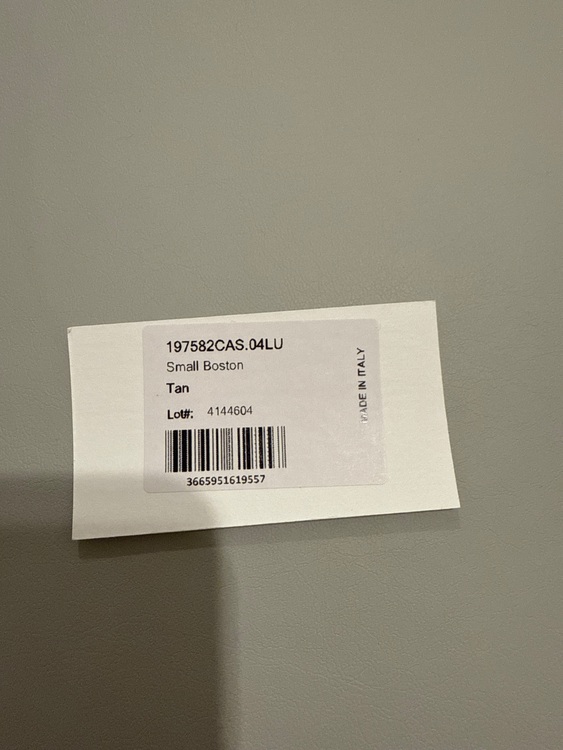 197582CAS.04LU
Small Boston
Tan
Lot#: 4144604
3665951619557
MADE IN ITALY